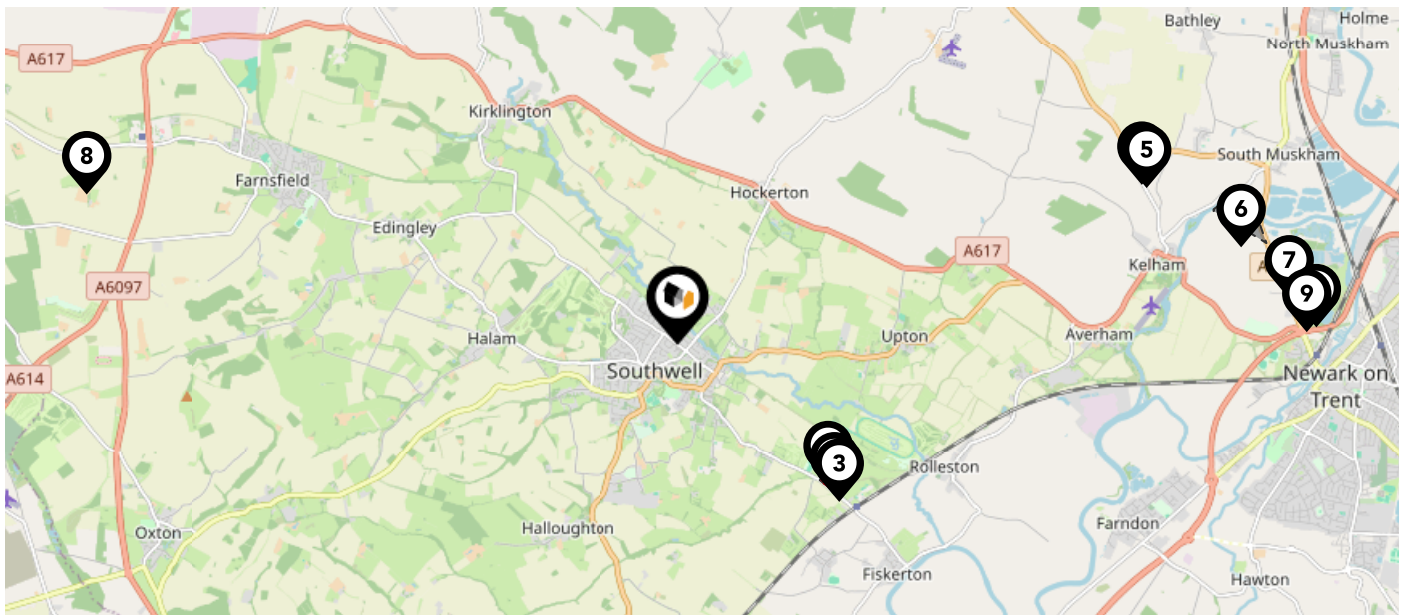 Bathley
Holme
North Muskham
A617
Kirklington
8
5
South Muskham
Farnsfield
Hockerton
6
Edingley
A617
7
Kelham
A6097
9
Halam
Upton
Averham
Southwell
A614
Newark on
Trent
3
Rolleston
Oxton
Halloughton
Farndon
Fiskerton
Hawton